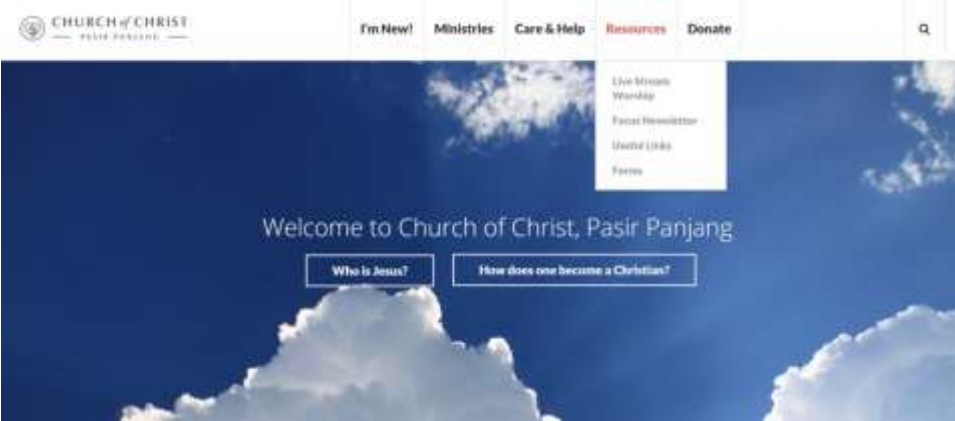 CHURCH of CHRIST
PASIR PANJANG
I'm New!
Ministries
Care & Help
Resources
Donate
Live Stream
Worship
Focus Newsletter
Useful Links
Forms
Welcome to Church of Christ, Pasir Panjang
Who is Jesus?
How does one become a Christian?